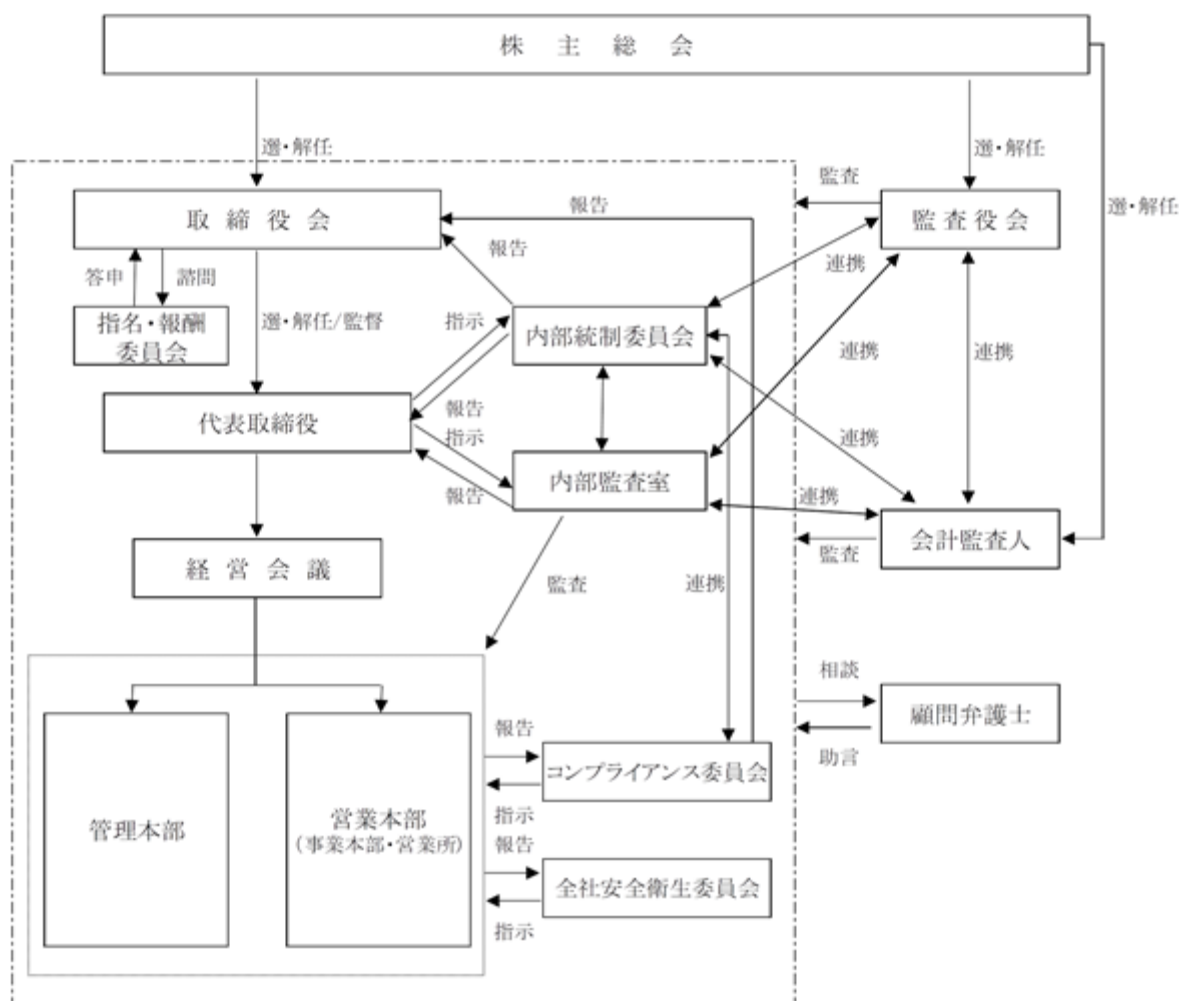 株主総会
選・解任
選・解任
選・解任
監査
取締役会
報告
監査役会
報告
連携
答申
諮問
指名・報酬
委員会
選・解任/監督
指示
内部統制委員会
連携
連携
代表取締役
報告
指示
連携
内部監査室
報告
連携
会計監査人
監査
経営会議
監査
連携
相談
顧問弁護士
助言
報告
コンプライアンス委員会
指示
管理本部
営業本部
(事業本部・営業所)
報告
全社安全衛生委員会
指示